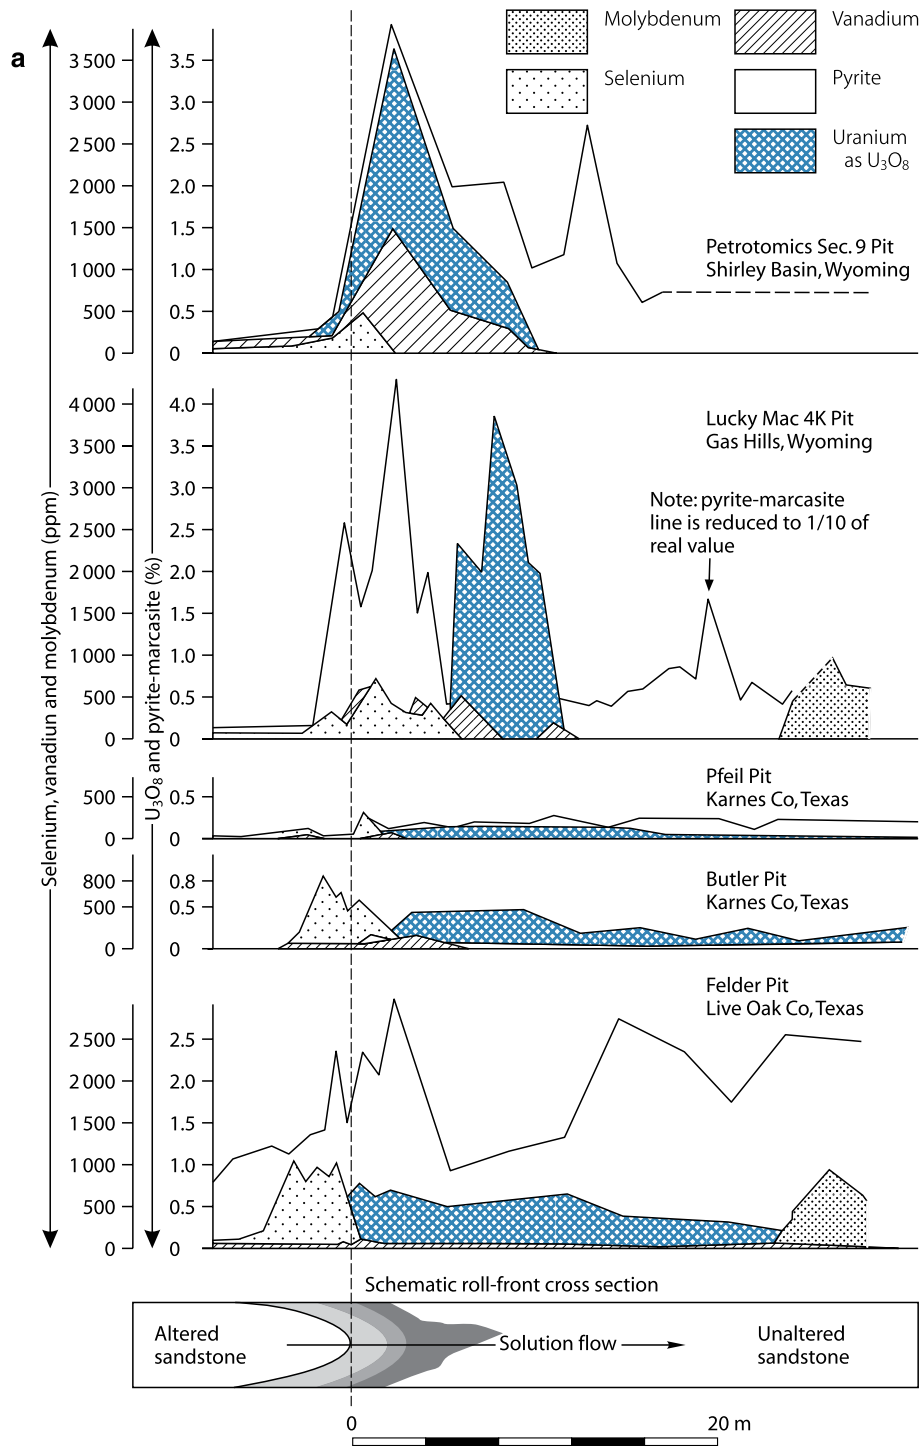 a
Molybdenum
Vanadium
Selenium
Pyrite
Uranium
as U₃O₈
Selenium, vanadiun and molybdenum (ppm)
U₃O₈ and pyrite-marcasite (%)
3 500
3 000
2 500
2 000
1 500
1 000
500
0
3.5
3.0
2.5
2.0
1.5
1.0
0.5
0
Petrotomics Sec. 9 Pit
Shirley Basin, Wyoming
4 000
3 500
3 000
2 500
2 000
1 500
1 000
500
0
4.0
3.5
3.0
2.5
2.0
1.5
1.0
0.5
0
Lucky Mac 4K Pit
Gas Hills, Wyoming
Note: pyrite-marcasite
line is reduced to 1/10 of
real value
500
0
0.5
0
Pfeil Pit
Karnes Co, Texas
800
500
0
0.8
0.5
0
Butler Pit
Karnes Co, Texas
2 500
2 000
1 500
1 000
500
0
2.5
2.0
1.5
1.0
0.5
0
Felder Pit
Live Oak Co, Texas
Schematic roll-front cross section
Altered
sandstone
Solution flow
Unaltered
sandstone
0
20 m